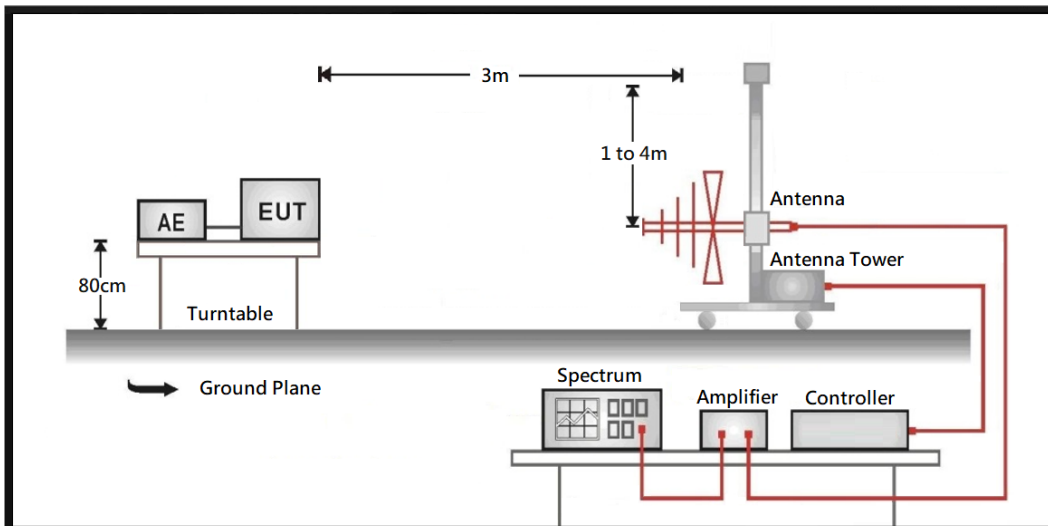 3m
1 to 4m
AE
EUT
Antenna
Antenna Tower
80cm
Turntable
Ground Plane
Spectrum
Amplifier
Controller